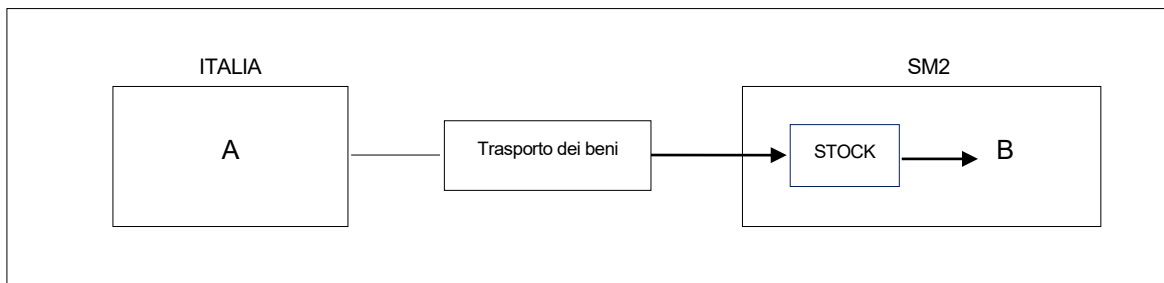 ITALIA
SM2
A
Trasporto dei beni
STOCK
B